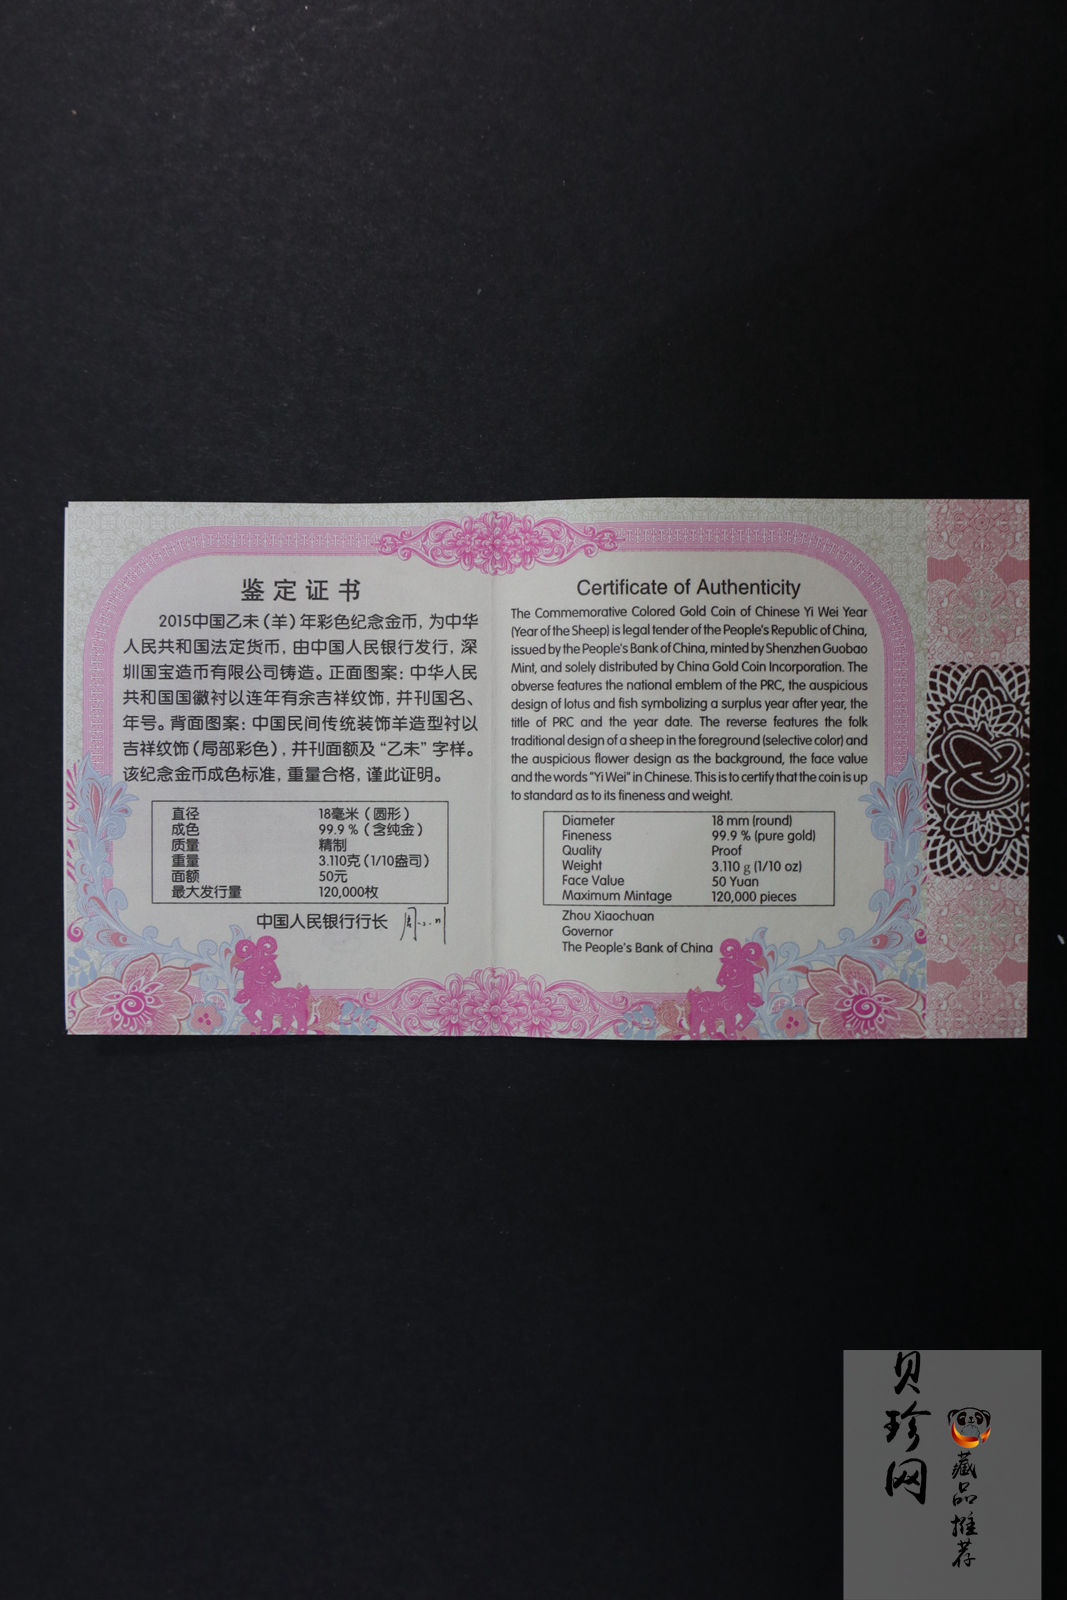 鉴定证书
2015中国乙未(羊)年彩色纪念金币，为中华
人民共和国法定货币，由中国人民银行发行，深
圳国宝造币有限公司铸造。正面图案：中华人民
共和国国徽衬以连年有余吉祥纹饰，并刊国名、
年号。背面图案：中国民间传统装饰羊造型衬以
吉祥纹饰(局部彩色)，并刊面额及“乙未”字样。
该纪念金币成色标准，重量合格，谨此证明。
直径 18毫米(圆形)
成色 99.9%(含纯金)
质量 精制
重量 3.110克(1/10盎司)
面额 50元
最大发行量 120,000枚
中国人民银行行长
Certificate of Authenticity
The Commemorative Colored Gold Coin of Chinese Yi Wei Year
(Year of the Sheep) is legal tender of the People's Republic of China,
issued by the People's Bank of China, minted by Shenzhen Guobao
Mint, and solely distributed by China Gold Coin Incorporation. The
obverse features the national emblem of the PRC, the auspicious
design of lotus and fish symbolizing a surplus year after year, the
title of PRC and the year date. The reverse features the folk
traditional design of a sheep in the foreground (selective color) and
the auspicious flower design as the background, the face value
and the words "Yi Wei" in Chinese. This is to certify that the coin is up
to standard as to its fineness and weight.
Diameter 18 mm (round)
Fineness 99.9 % (pure gold)
Quality Proof
Weight 3.110 g (1/10 oz)
Face Value 50 Yuan
Maximum Mintage 120,000 pieces
Zhou Xiaochuan
Governor
The People's Bank of China
贝珍网
藏品推荐